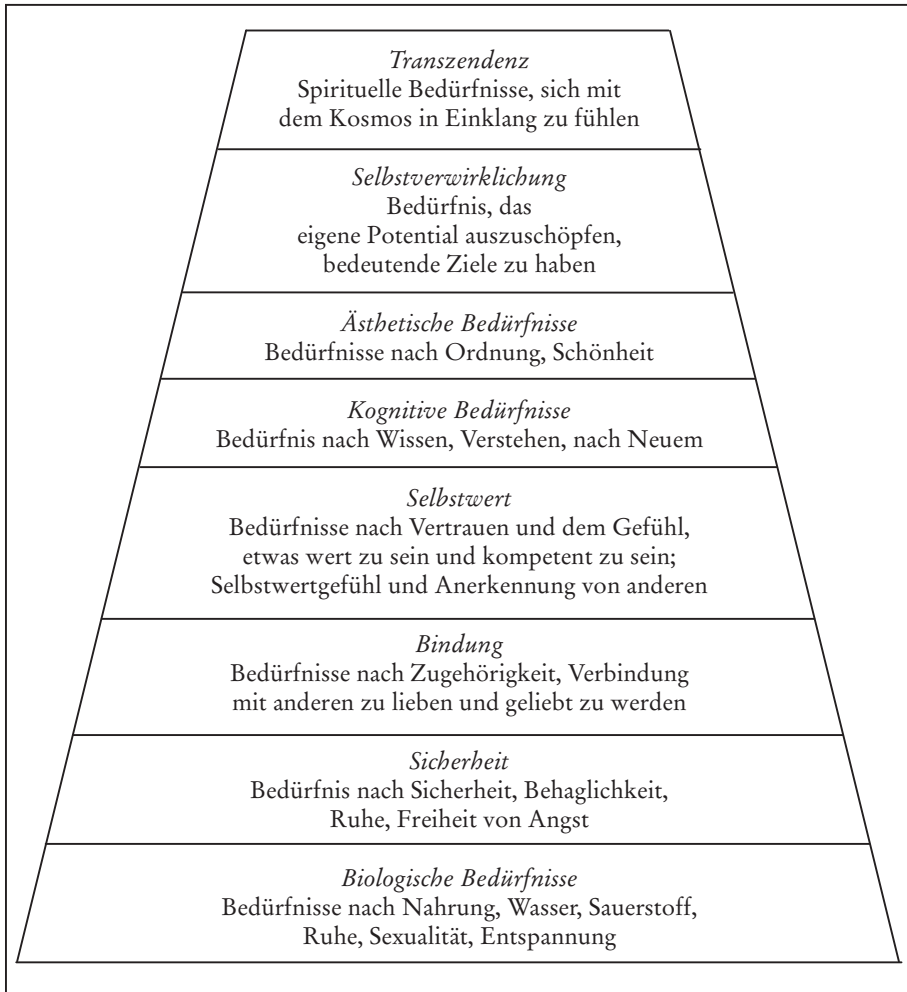 Transzendenz
Spirituelle Bedürfnisse, sich mit
dem Kosmos in Einklang zu fühlen
Selbstverwirklichung
Bedürfnis, das
eigene Potential auszuschöpfen,
bedeutende Ziele zu haben
Ästhetische Bedürfnisse
Bedürfnisse nach Ordnung, Schönheit
Kognitive Bedürfnisse
Bedürfnis nach Wissen, Verstehen, nach Neuem
Selbstwert
Bedürfnisse nach Vertrauen und dem Gefühl,
etwas wert zu sein und kompetent zu sein;
Selbstwertgefühl und Anerkennung von anderen
Bindung
Bedürfnisse nach Zugehörigkeit, Verbindung
mit anderen zu lieben und geliebt zu werden
Sicherheit
Bedürfnis nach Sicherheit, Behaglichkeit,
Ruhe, Freiheit von Angst
Biologische Bedürfnisse
Bedürfnisse nach Nahrung, Wasser, Sauerstoff,
Ruhe, Sexualität, Entspannung